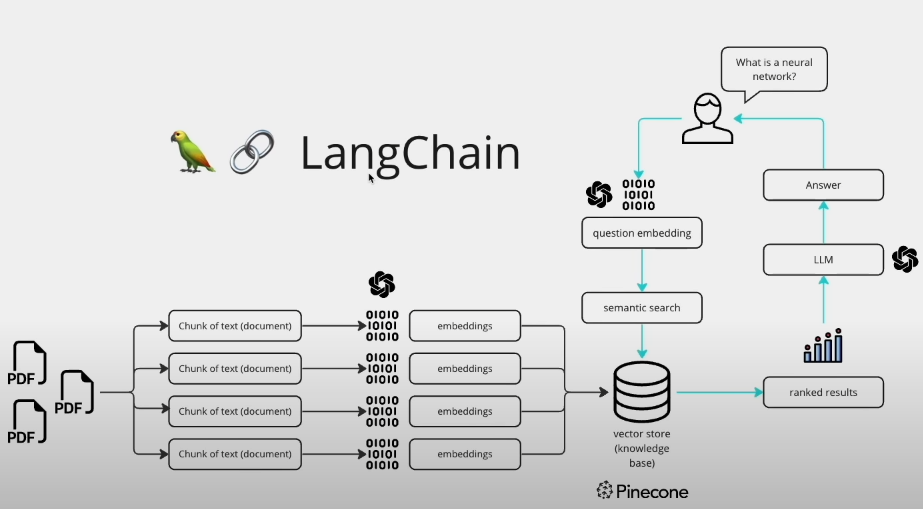 What is a neural
network?
LangChain
01010
10101
01010
question embedding
semantic search
Answer
LLM
ranked results
PDF
PDF
PDF
Chunk of text (document)
01010
10101
01010
embeddings
Chunk of text (document)
01010
10101
01010
embeddings
Chunk of text (document)
01010
10101
01010
embeddings
Chunk of text (document)
01010
10101
01010
embeddings
vector store
(knowledge
base)
Pinecone